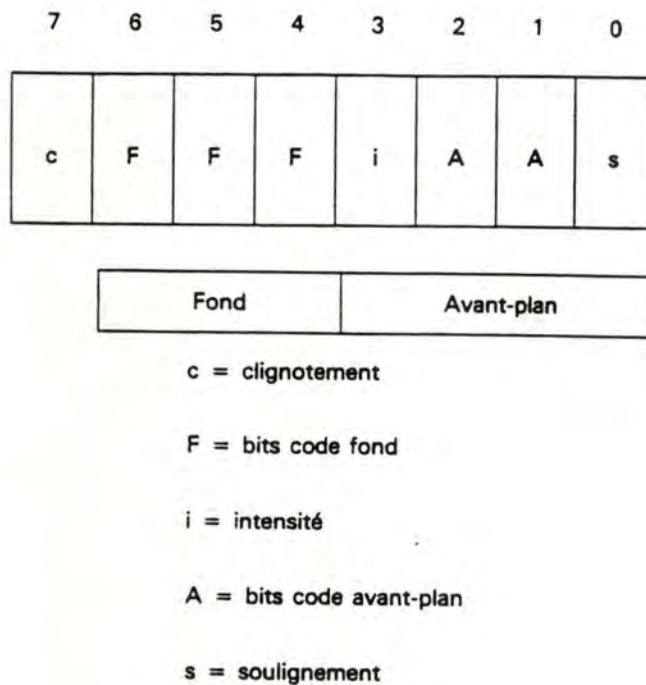 7 6 5 4 3 2 1 0
c F F F i A A s
Fond Avant-plan
c = clignotement
F = bits code fond
i = intensité
A = bits code avant-plan
s = soulignement